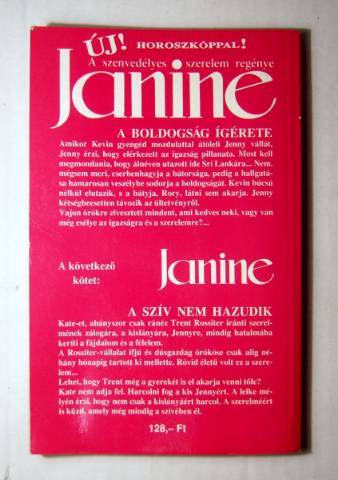 ÚJ! HOROSZKÓPPAL!
A szenvedélyes szerelem regénye
Janine
A BOLDOGSÁG ÍGÉRETE
Amikor Kevin gyengéd mozdulattal átöleli Jenny vállát,
Jenny érzi, hogy elérkezett az igazság pillanata. Most kell
megmondania, hogy álnéven utazott ide Sri Lankára... Nem.
mégsem meri, cserbenhagyja a bátorsága, pedig a hallgatá-
sa hamarosan veszélybe sodorja a boldogságát. Kevin búcsú
nélkül elutazik, s a bátyja, Rocy, látni sem akarja. Jenny
kétségbeesetten távozik az ültetvényről.
Vajon örökre elvesztett mindent, ami kedves neki, vagy van
még esélye az igazságra és a szerelemre?...
A következő
kötet:
Janine
A SZÍV NEM HAZUDIK
Kate-et, ahányszor csak ránéz Trent Rossiter iránti szerel-
mének zálogára, a kislányára, Jennyre, mindig hatalmába
keríti a fájdalom és a félelem.
A Rossiter-vállalat ifjú és dúsgazdag örököse csak alig né-
hány hónapig tartott ki mellette. Rövid életű volt ez a szere-
lem...
Lehet, hogy Trent még a gyerekét is el akarja venni tőle?
Kate nem adja fel. Harcolni fog a kis Jennyért. A lelke mé-
lyén érzi, hogy nem csak a kislányáért harcol. A szerelméért
is küzd, amely még mindig a szívében él.
128,– Ft